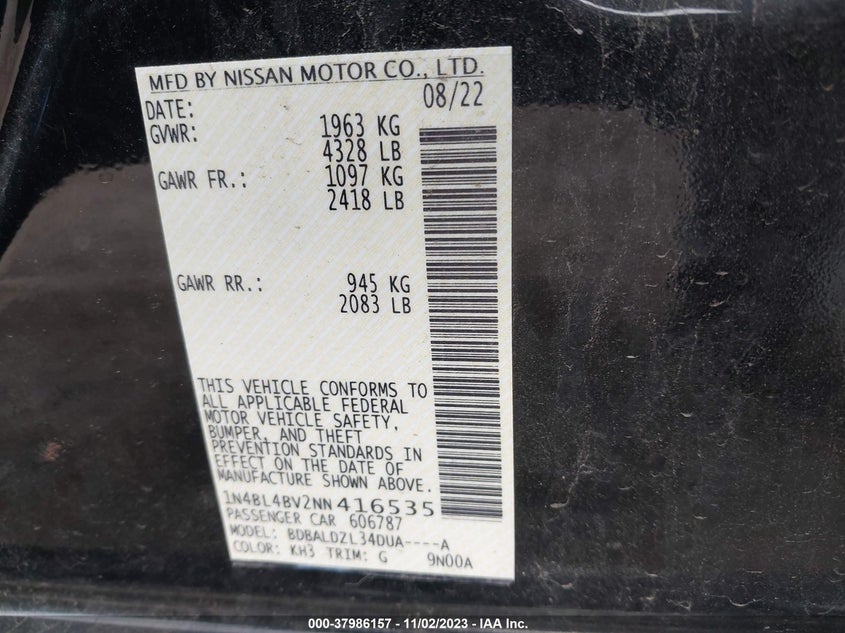 MFD BY NISSAN MOTOR CO., LTD.
DATE: 08/22
GVWR: 1963 KG
4328 LB
GAWR FR.: 1097 KG
2418 LB
GAWR RR.: 945 KG
2083 LB
THIS VEHICLE CONFORMS TO
ALL APPLICABLE FEDERAL
MOTOR VEHICLE SAFETY,
BUMPER, AND THEFT
PREVENTION STANDARDS IN
EFFECT ON THE DATE OF
MANUFACTURE SHOWN ABOVE.
1N4BL4BV2NN416535
PASSENGER CAR 606787
MODEL: BDBALDZL34DUA----A
COLOR: KH3 TRIM: G 9N00A
000-37986157 - 11/02/2023 - IAA Inc.